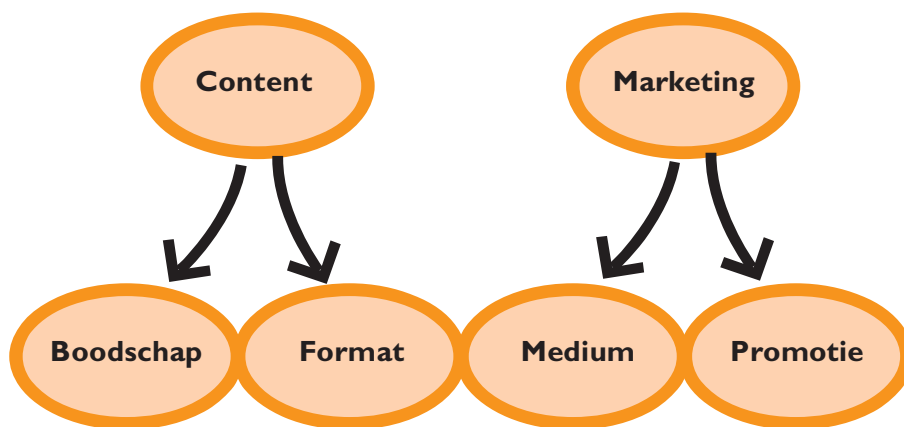 Content
Marketing
Boodschap
Format
Medium
Promotie